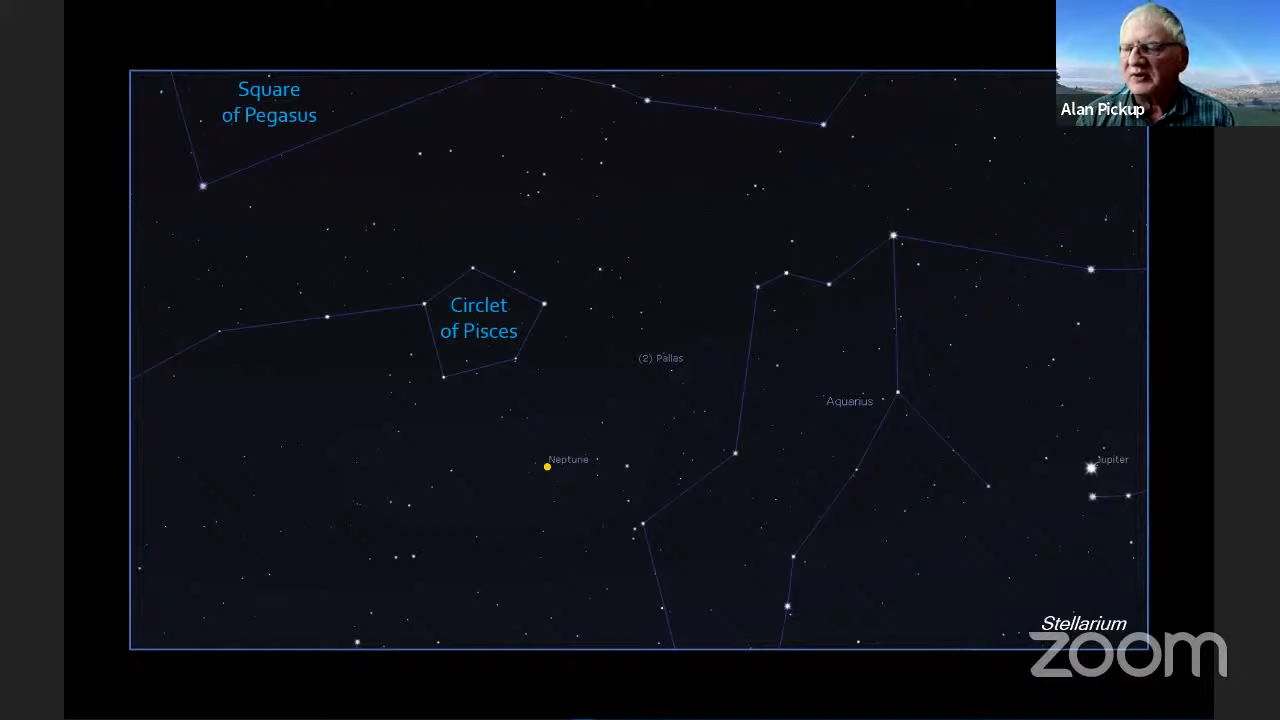 Square
of Pegasus
Alan Pickup
Circlet
of Pisces
(2) Pallas
Aquarius
Neptune
Jupiter
Stellarium
zoom